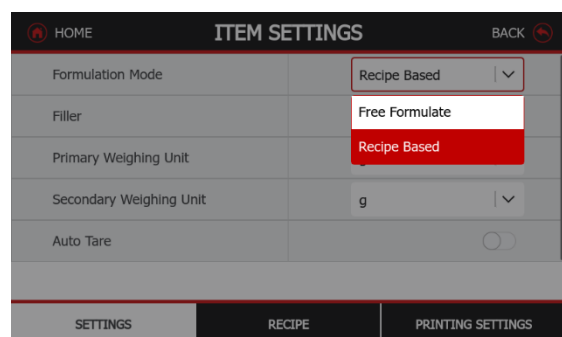 HOME ITEM SETTINGS BACK
Formulation Mode Recipe Based
Filler Free Formulate
Recipe Based
Primary Weighing Unit
Secondary Weighing Unit g
Auto Tare
SETTINGS RECIPE PRINTING SETTINGS